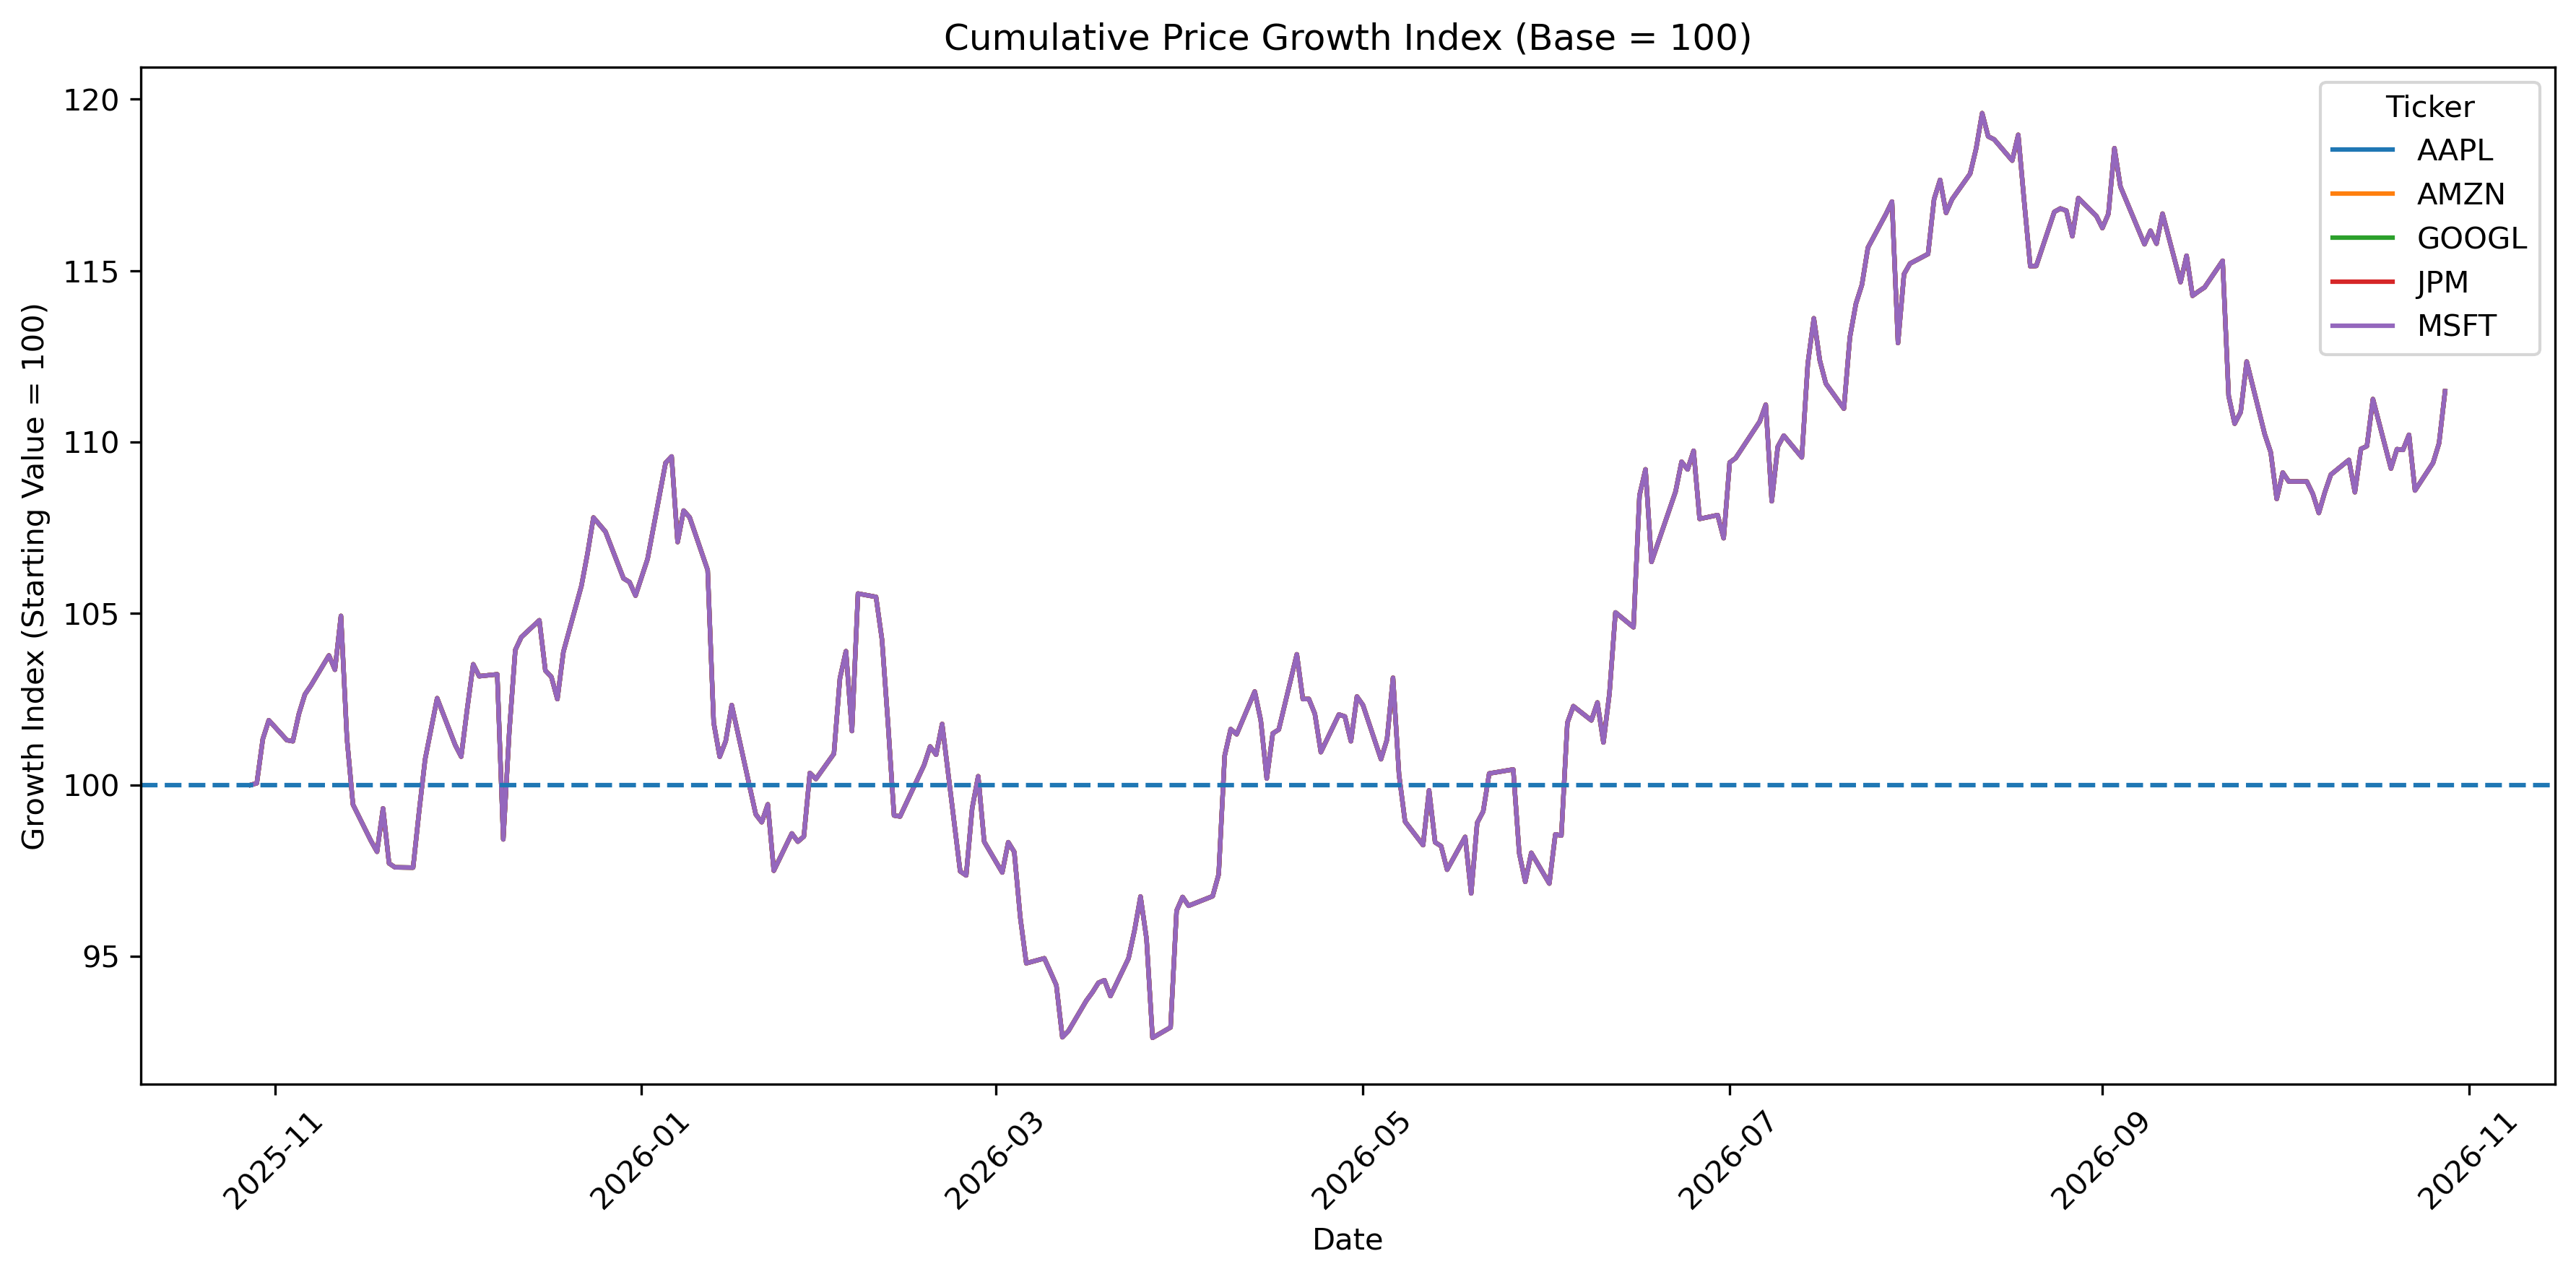 Cumulative Price Growth Index (Base = 100)
Growth Index (Starting Value = 100)
120
115
110
105
100
95
Ticker
AAPL
AMZN
GOOGL
JPM
MSFT
2025-11
2026-01
2026-03
2026-05
2026-07
2026-09
2026-11
Date